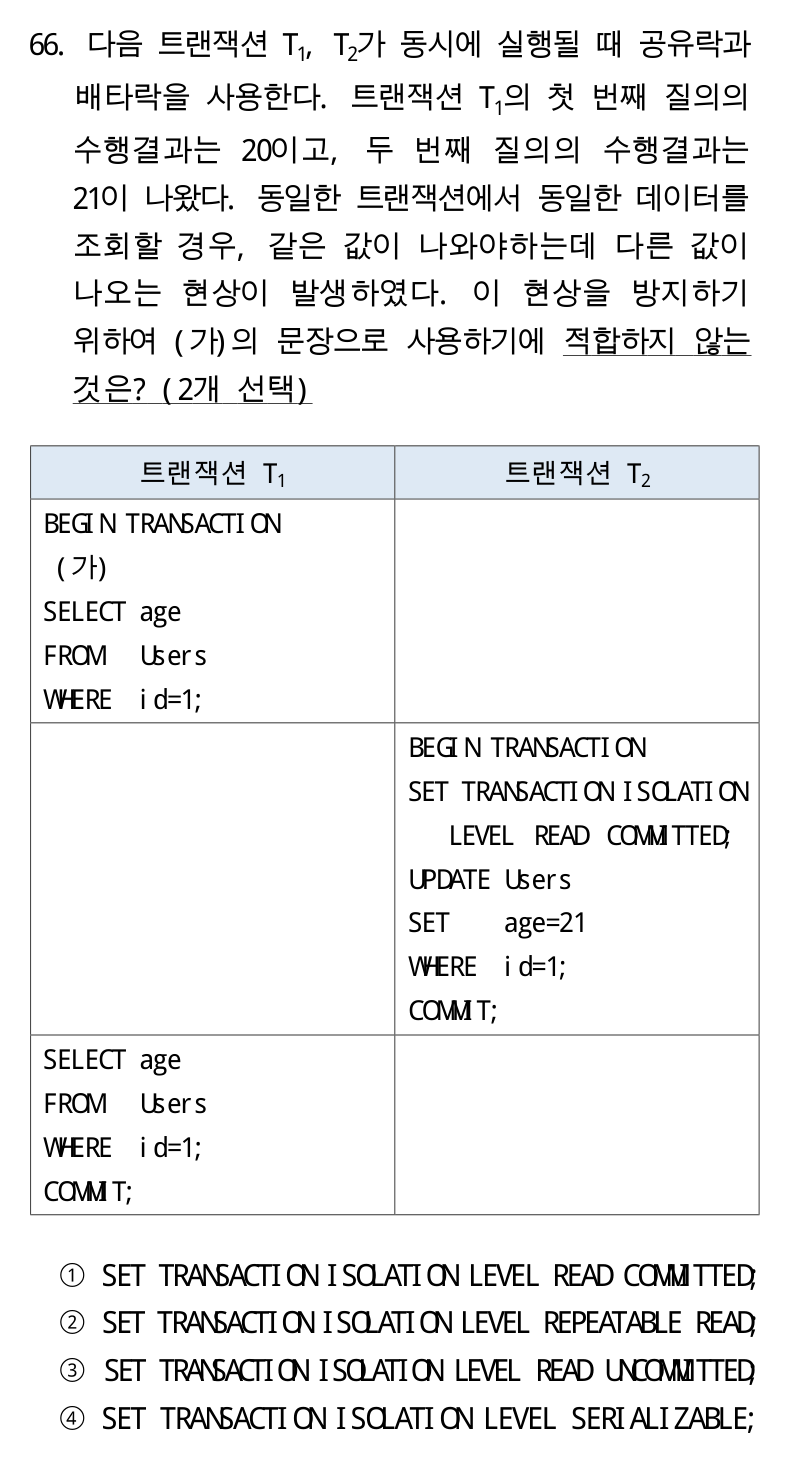 66. 다음 트랜잭션 T₁, T₂가 동시에 실행될 때 공유락과
배타락을 사용한다. 트랜잭션 T₁의 첫 번째 질의의
수행결과는 20이고, 두 번째 질의의 수행결과는
21이 나왔다. 동일한 트랜잭션에서 동일한 데이터를
조회할 경우, 같은 값이 나와야하는데 다른 값이
나오는 현상이 발생하였다. 이 현상을 방지하기
위하여 (가)의 문장으로 사용하기에 적합하지 않는
것은? (2개 선택)
트랜잭션 T₁
트랜잭션 T₂
BEGIN TRANSACTION
(가)
SELECT age
FROM Users
WHERE id=1;
BEGIN TRANSACTION
SET TRANSACTION ISOLATION
LEVEL READ COMMITTED;
UPDATE Users
SET age=21
WHERE id=1;
COMMIT;
SELECT age
FROM Users
WHERE id=1;
COMMIT;
① SET TRANSACTION ISOLATION LEVEL READ COMMITTED;
② SET TRANSACTION ISOLATION LEVEL REPEATABLE READ;
③ SET TRANSACTION ISOLATION LEVEL READ UNCOMMITTED;
④ SET TRANSACTION ISOLATION LEVEL SERIALIZABLE;